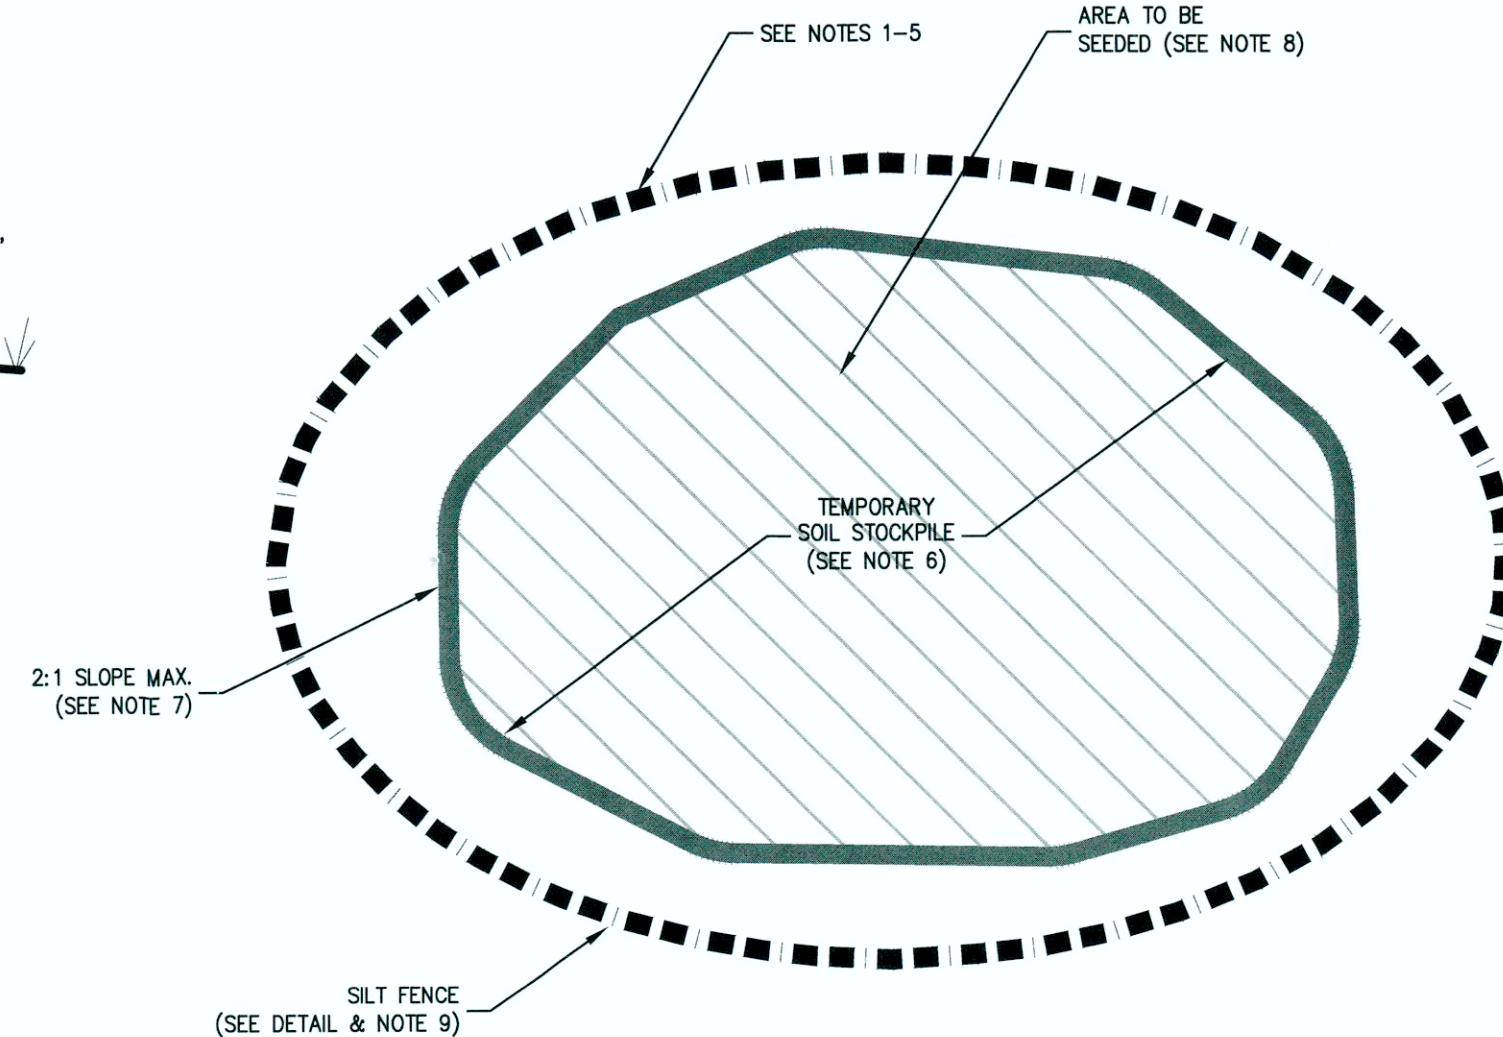 SEE NOTES 1-5
AREA TO BE
SEEDED (SEE NOTE 8)
TEMPORARY
SOIL STOCKPILE
(SEE NOTE 6)
2:1 SLOPE MAX.
(SEE NOTE 7)
SILT FENCE
(SEE DETAIL & NOTE 9)